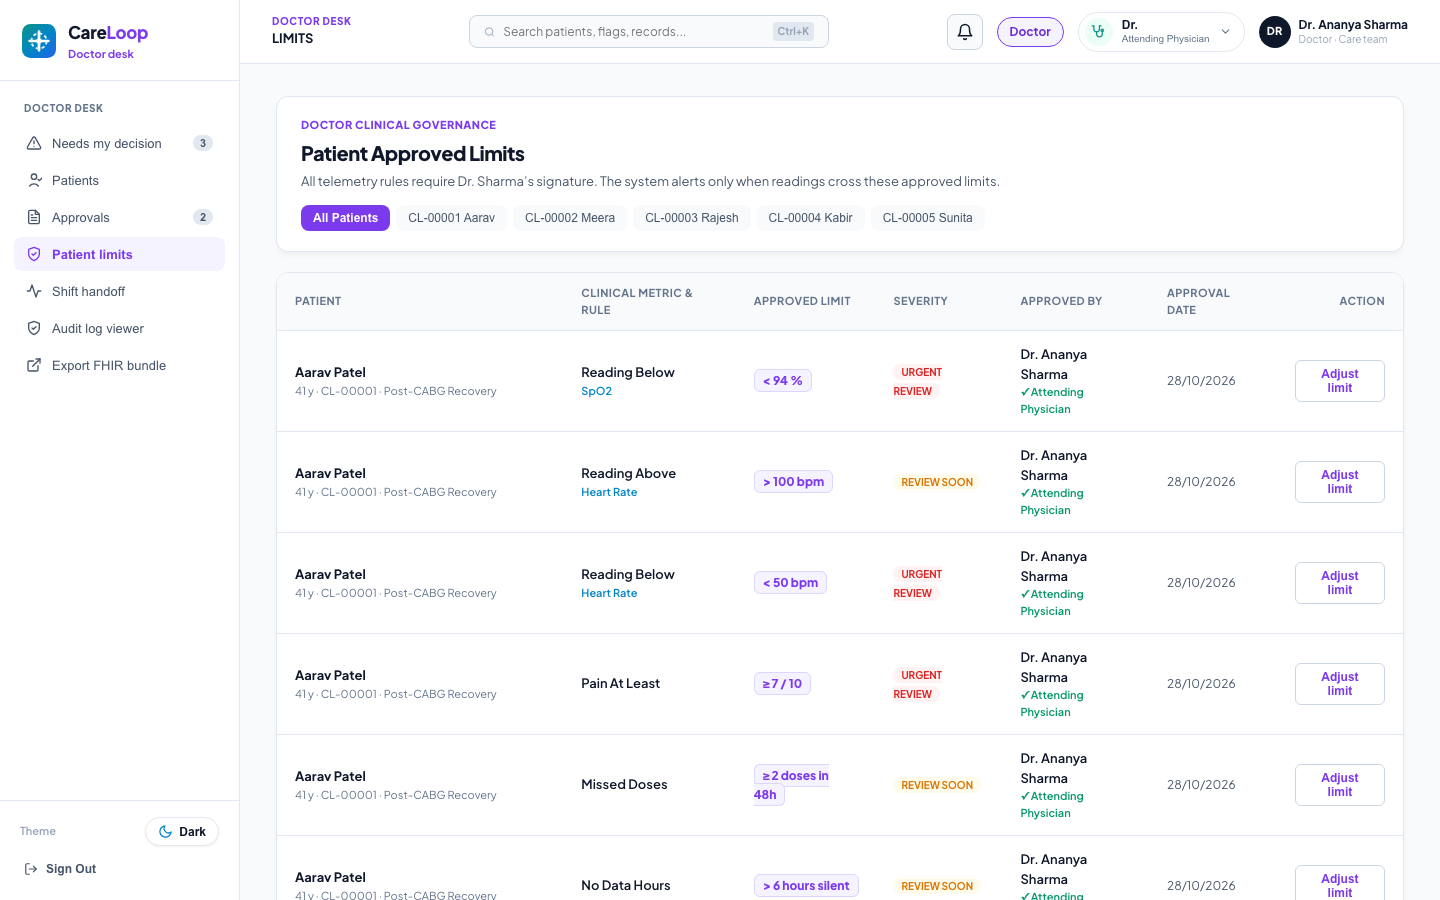 CareLoop
Doctor desk
DOCTOR DESK
LIMITS
Search patients, flags, records...
Ctrl+K
Doctor
Dr.
Attending Physician
DR
Dr. Ananya Sharma
Doctor · Care team
DOCTOR DESK
Needs my decision
3
Patients
Approvals
2
Patient limits
Shift handoff
Audit log viewer
Export FHIR bundle
Theme
Dark
Sign Out
DOCTOR CLINICAL GOVERNANCE
Patient Approved Limits
All telemetry rules require Dr. Sharma's signature. The system alerts only when readings cross these approved limits.
All Patients
CL-00001 Aarav
CL-00002 Meera
CL-00003 Rajesh
CL-00004 Kabir
CL-00005 Sunita
PATIENT
CLINICAL METRIC &
RULE
APPROVED LIMIT
SEVERITY
APPROVED BY
APPROVAL
DATE
ACTION
Aarav Patel
41 y · CL-00001 · Post-CABG Recovery
Reading Below
SpO2
< 94 %
URGENT
REVIEW
Dr. Ananya
Sharma
✓ Attending
Physician
28/10/2026
Adjust
limit
Aarav Patel
41 y · CL-00001 · Post-CABG Recovery
Reading Above
Heart Rate
> 100 bpm
REVIEW SOON
Dr. Ananya
Sharma
✓ Attending
Physician
28/10/2026
Adjust
limit
Aarav Patel
41 y · CL-00001 · Post-CABG Recovery
Reading Below
Heart Rate
< 50 bpm
URGENT
REVIEW
Dr. Ananya
Sharma
✓ Attending
Physician
28/10/2026
Adjust
limit
Aarav Patel
41 y · CL-00001 · Post-CABG Recovery
Pain At Least
≥ 7 / 10
URGENT
REVIEW
Dr. Ananya
Sharma
✓ Attending
Physician
28/10/2026
Adjust
limit
Aarav Patel
41 y · CL-00001 · Post-CABG Recovery
Missed Doses
≥ 2 doses in
48h
REVIEW SOON
Dr. Ananya
Sharma
✓ Attending
Physician
28/10/2026
Adjust
limit
Aarav Patel
41 y · CL-00001 · Post-CABG Recovery
No Data Hours
> 6 hours silent
REVIEW SOON
Dr. Ananya
Sharma
✓ Attending
28/10/2026
Adjust
limit